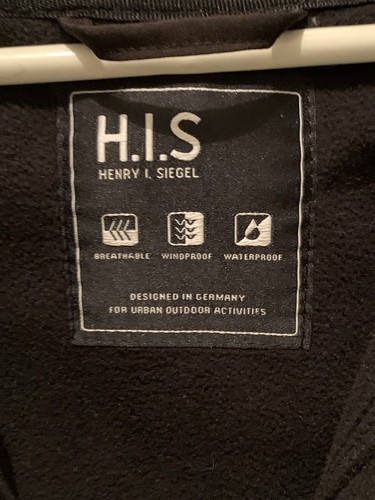 H.I.S
HENRY I. SIEGEL
BREATHABLE WINDPROOF WATERPROOF
DESIGNED IN GERMANY
FOR URBAN OUTDOOR ACTIVITIES